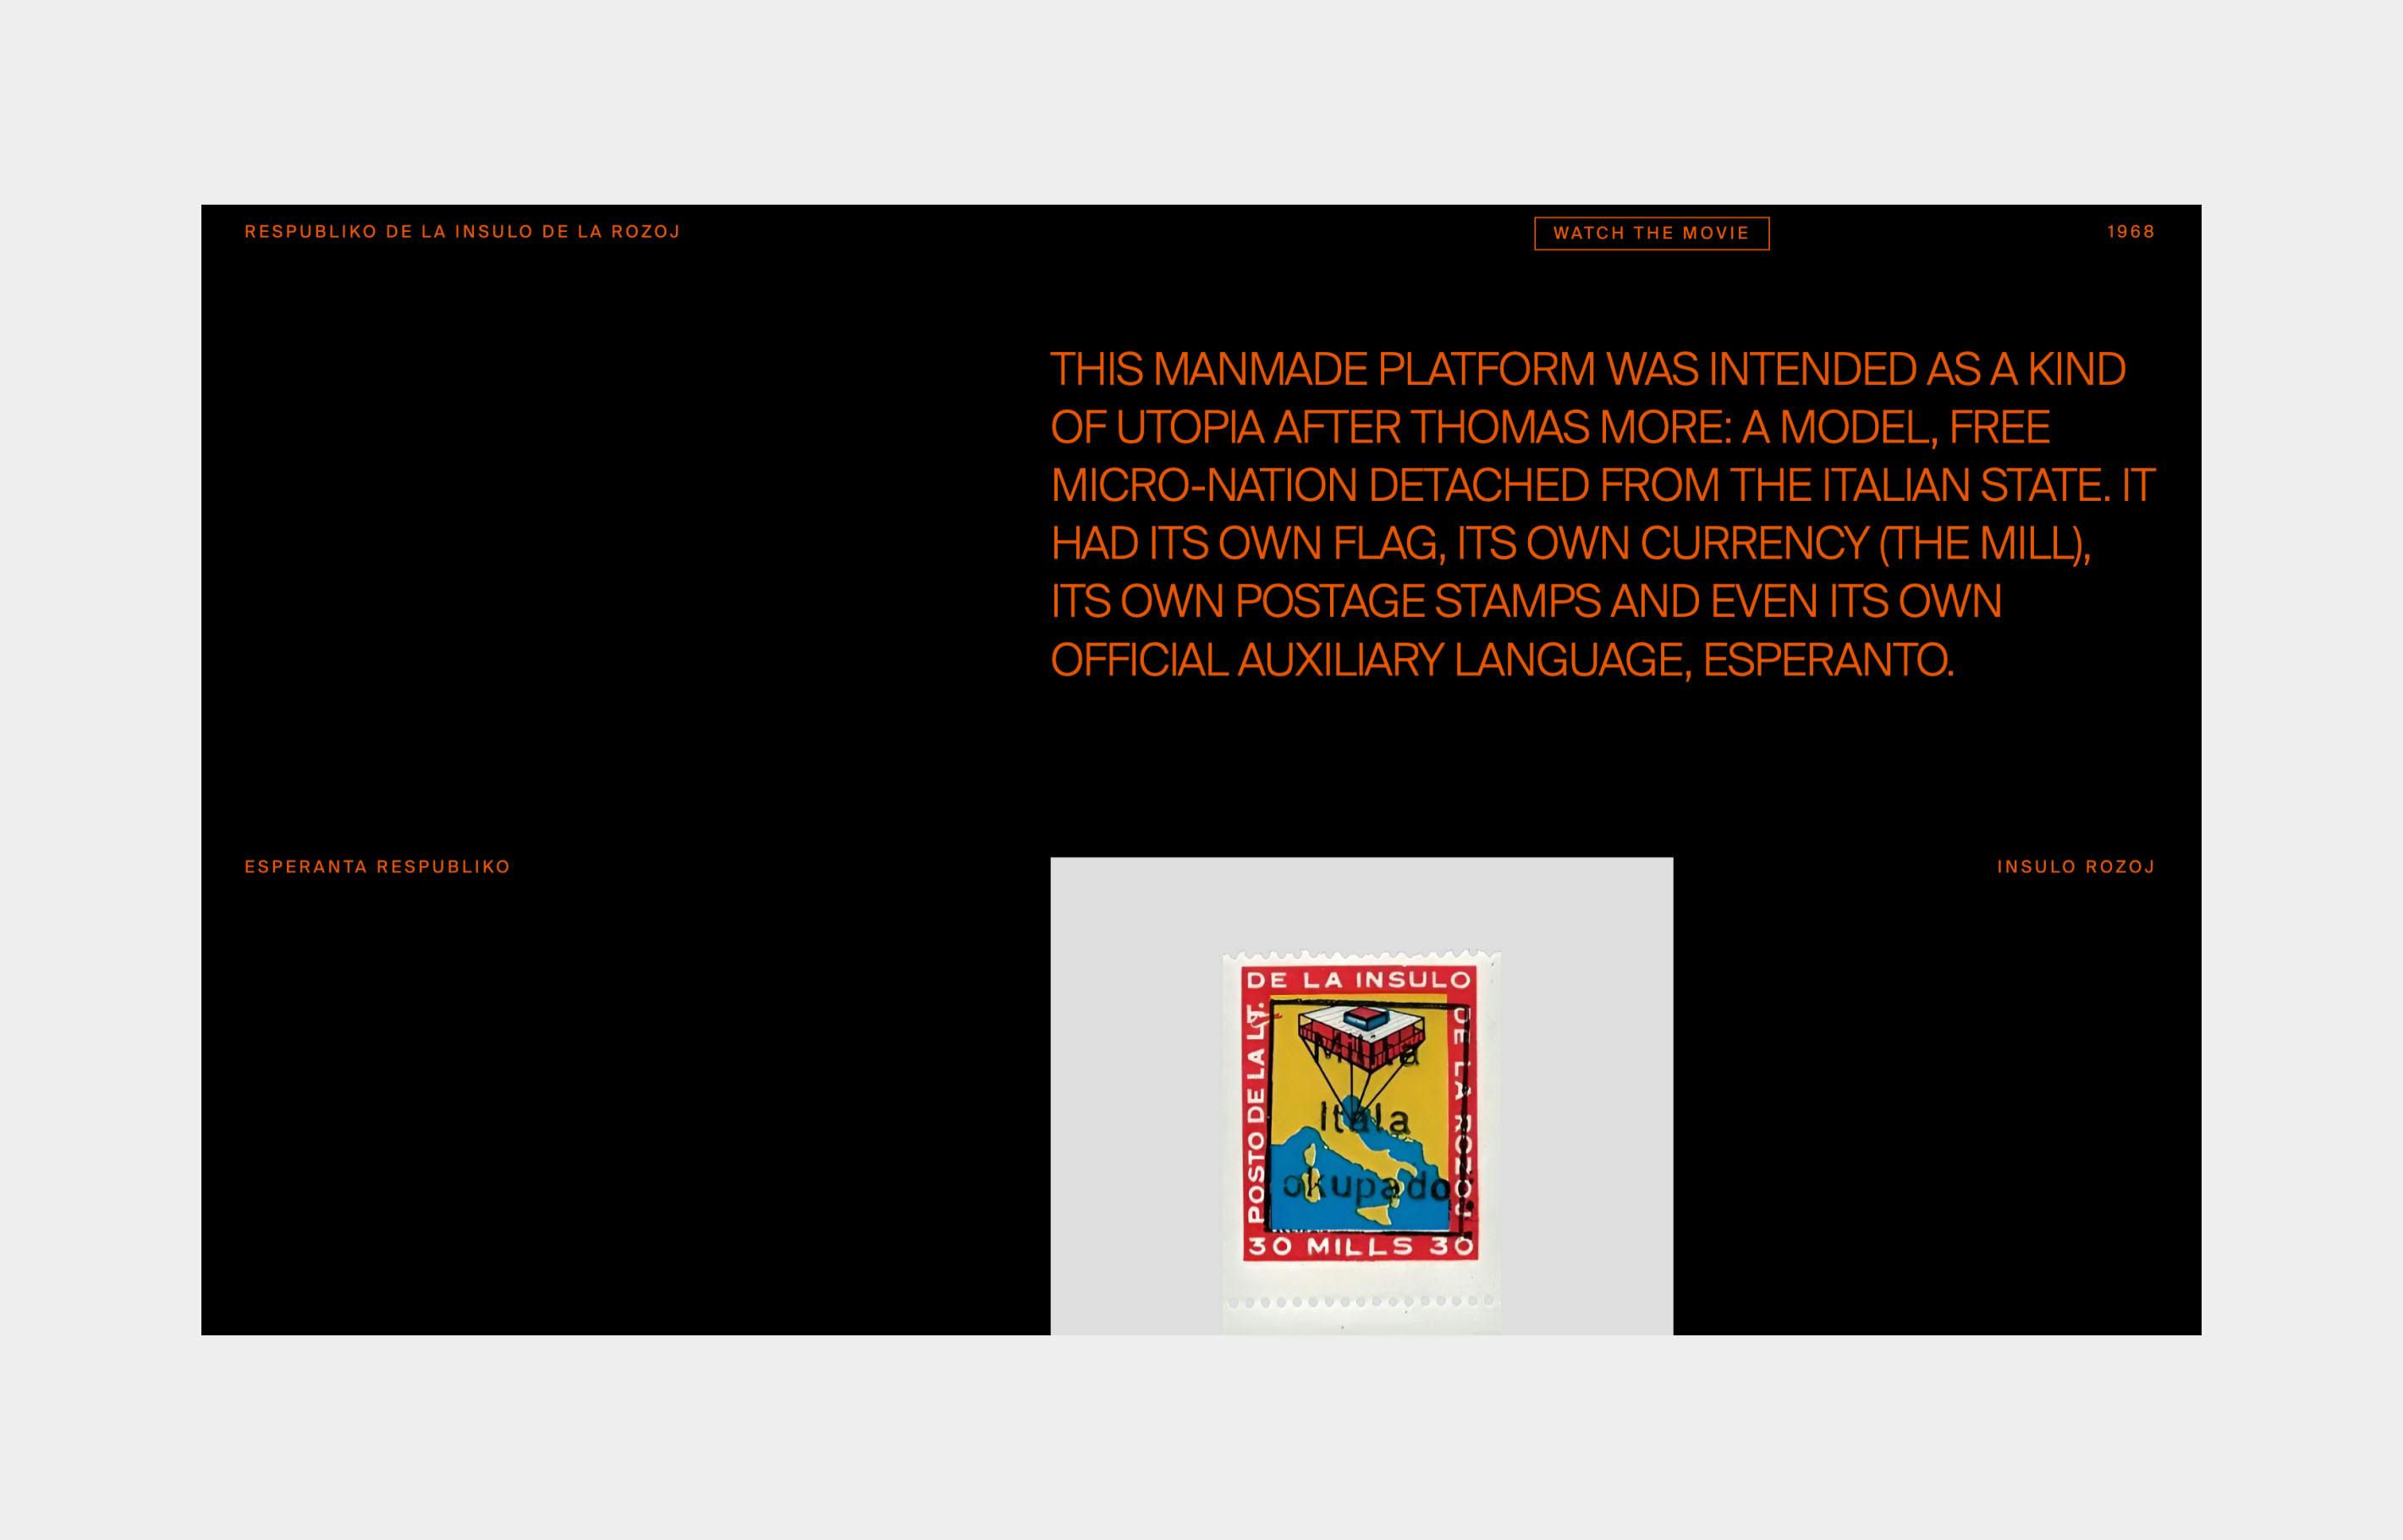 RESPUBLIKO DE LA INSULO DE LA ROZOJ
WATCH THE MOVIE
1968
THIS MANMADE PLATFORM WAS INTENDED AS A KIND
OF UTOPIA AFTER THOMAS MORE: A MODEL, FREE
MICRO-NATION DETACHED FROM THE ITALIAN STATE. IT
HAD ITS OWN FLAG, ITS OWN CURRENCY (THE MILL),
ITS OWN POSTAGE STAMPS AND EVEN ITS OWN
OFFICIAL AUXILIARY LANGUAGE, ESPERANTO.
ESPERANTA RESPUBLIKO
INSULO ROZOJ
POSTO DE LA LT.
DE LA INSULO
DE LA ROZOJ
Milita
Itala
okupado
30 MILLS 30